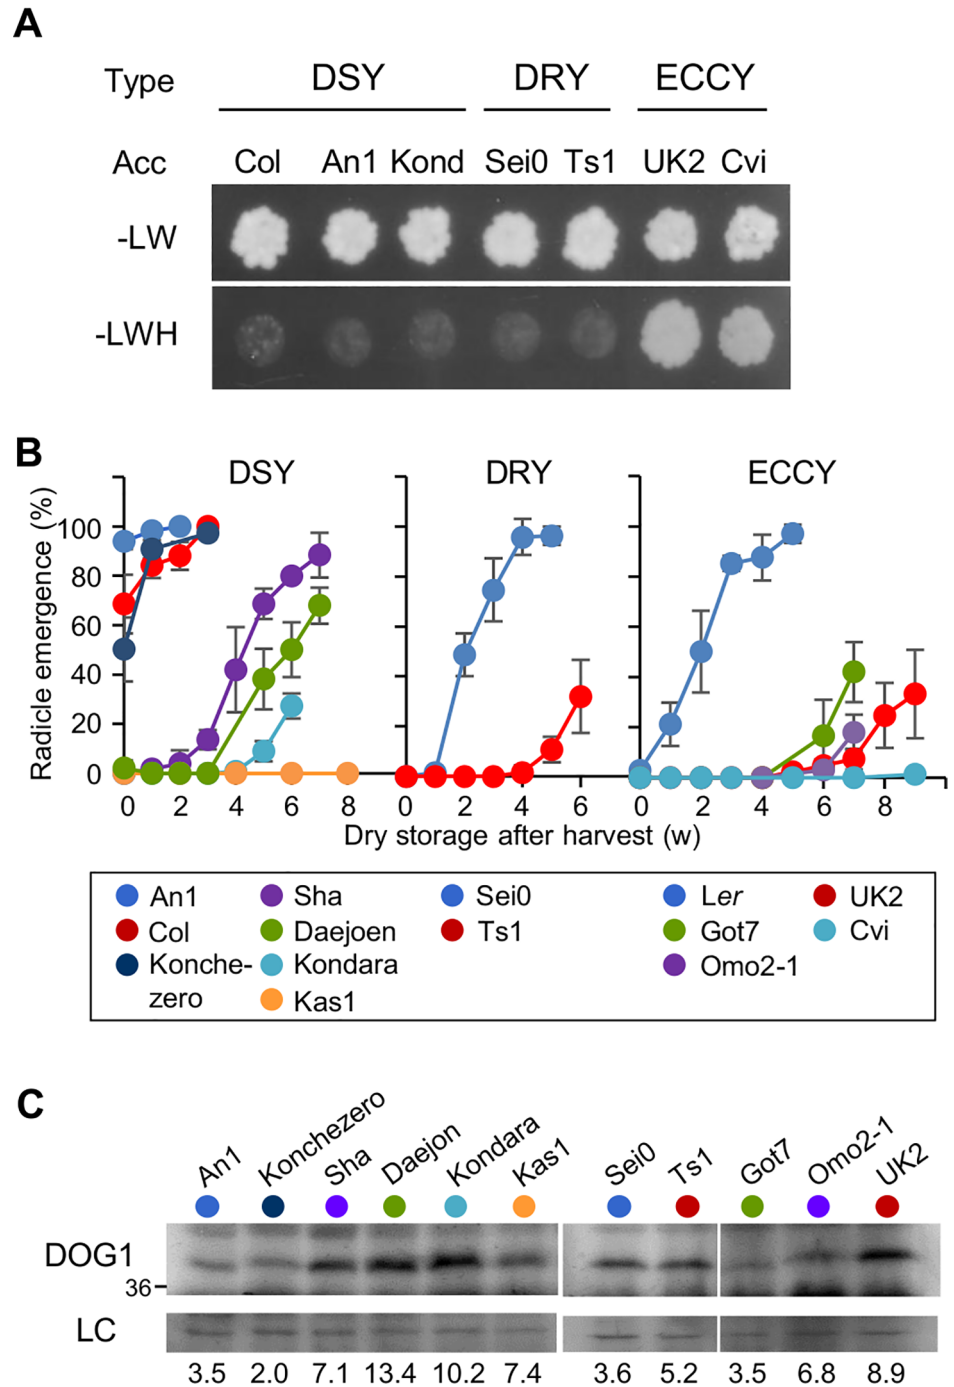 A
Type DSY DRY ECCY
Acc Col An1 Kond Sei0 Ts1 UK2 Cvi
-LW
-LWH
B
DSY DRY ECCY
Radicle emergence (%)
100
80
60
40
20
0
0 2 4 6 8 0 2 4 6 0 2 4 6 8
Dry storage after harvest (w)
An1 Sha Sei0 Ler UK2
Col Daejoen Ts1 Got7 Cvi
Konche- Kondara Omo2-1
zero Kas1
C
An1 Konchezero Sha Daejon Kondara Kas1 Sei0 Ts1 Got7 Omo2-1 UK2
DOG1
36
LC
3.5 2.0 7.1 13.4 10.2 7.4 3.6 5.2 3.5 6.8 8.9